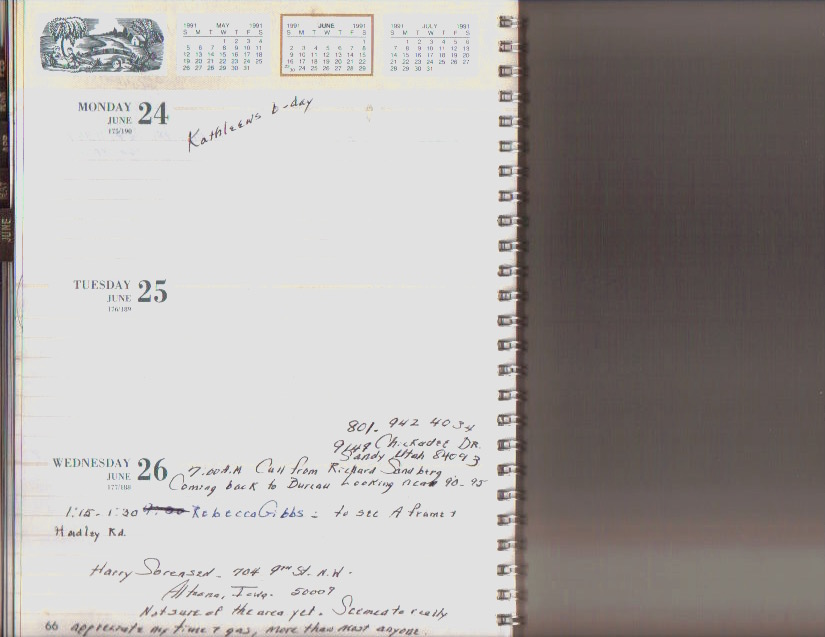 1991 MAY 1991
S M T W T F S
1 2 3 4
5 6 7 8 9 10 11
12 13 14 15 16 17 18
19 20 21 22 23 24 25
26 27 28 29 30 31
1991 JUNE 1991
S M T W T F S
1
2 3 4 5 6 7 8
9 10 11 12 13 14 15
16 17 18 19 20 21 22
23/30 24 25 26 27 28 29
1991 JULY 1991
S M T W T F S
1 2 3 4 5 6
7 8 9 10 11 12 13
14 15 16 17 18 19 20
21 22 23 24 25 26 27
28 29 30 31
JUNE
MONDAY 24
JUNE
175/190
Kathleens b-day
TUESDAY 25
JUNE
176/189
801-942 4034
9149 Chickadee DR.
Sandy Utah 84093
WEDNESDAY 26
JUNE
177/188
7:00 A.M Call from Richard Sandberg
Coming back to Bureau Looking near 90-95
1:15-1:30 Rebecca Gibbs - to see A frame &
Hadley Rd.
Harry Sorensen - 704 9th St. N.W.
Altoona, Iowa. 50009
Not sure of the area yet. Seemed to really
66 appreciate my time & gas, more than most anyone.